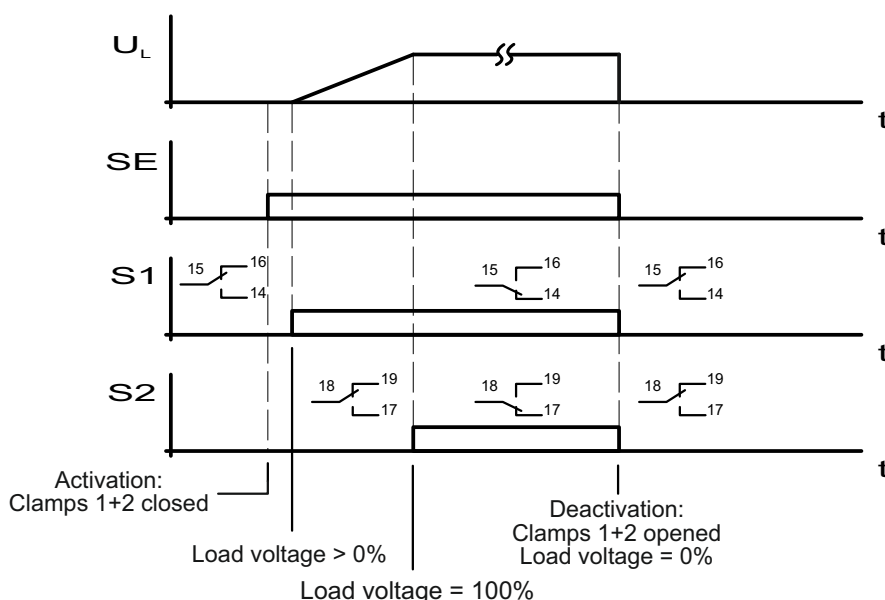 U_L
t
SE
t
S1
15 16 14
15 16 14
15 16 14
t
S2
18 19 17
18 19 17
18 19 17
t
Activation:
Clamps 1+2 closed
Load voltage > 0%
Load voltage = 100%
Deactivation:
Clamps 1+2 opened
Load voltage = 0%